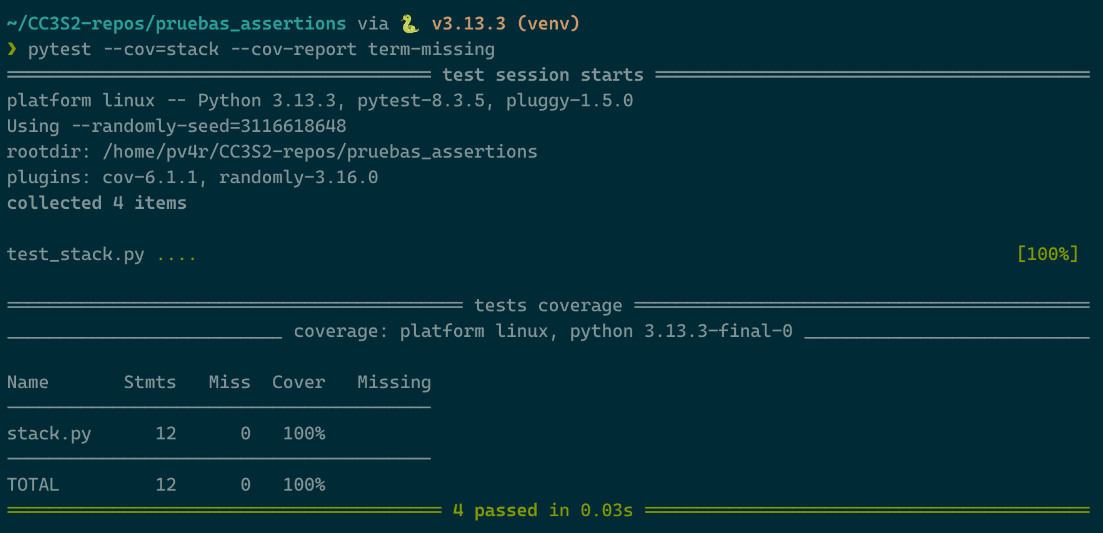 ~/CC3S2-repos/pruebas_assertions via 🐍 v3.13.3 (venv)
❯ pytest --cov=stack --cov-report term-missing
============================== test session starts ==============================
platform linux -- Python 3.13.3, pytest-8.3.5, pluggy-1.5.0
Using --randomly-seed=3116618648
rootdir: /home/pv4r/CC3S2-repos/pruebas_assertions
plugins: cov-6.1.1, randomly-3.16.0
collected 4 items
test_stack.py .... [100%]
============================== tests coverage ==============================
______________________ coverage: platform linux, python 3.13.3-final-0 ______________________
Name Stmts Miss Cover Missing
----------------------------------------
stack.py 12 0 100%
----------------------------------------
TOTAL 12 0 100%
============================== 4 passed in 0.03s ==============================